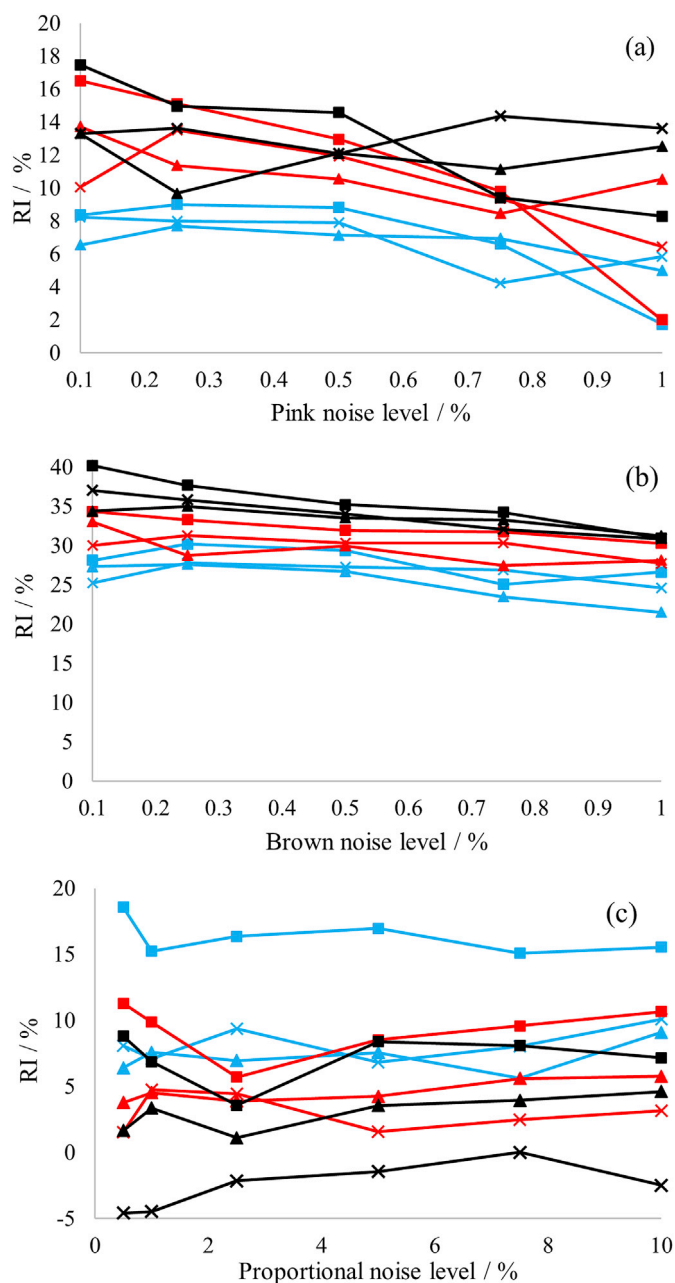 20
(a)
18
16
14
12
RI / %
10
8
6
4
2
0
0.1 0.2 0.3 0.4 0.5 0.6 0.7 0.8 0.9 1
Pink noise level / %
40
(b)
35
30
25
RI / %
20
15
10
5
0
0.1 0.2 0.3 0.4 0.5 0.6 0.7 0.8 0.9 1
Brown noise level / %
20
(c)
15
10
RI / %
5
0
-5
0 2 4 6 8 10
Proportional noise level / %